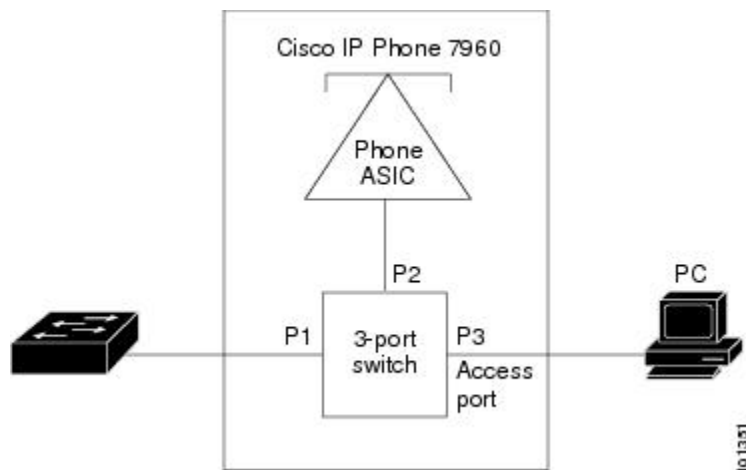 Cisco IP Phone 7960
Phone
ASIC
P2
PC
P1
3-port
switch
P3
Access
port